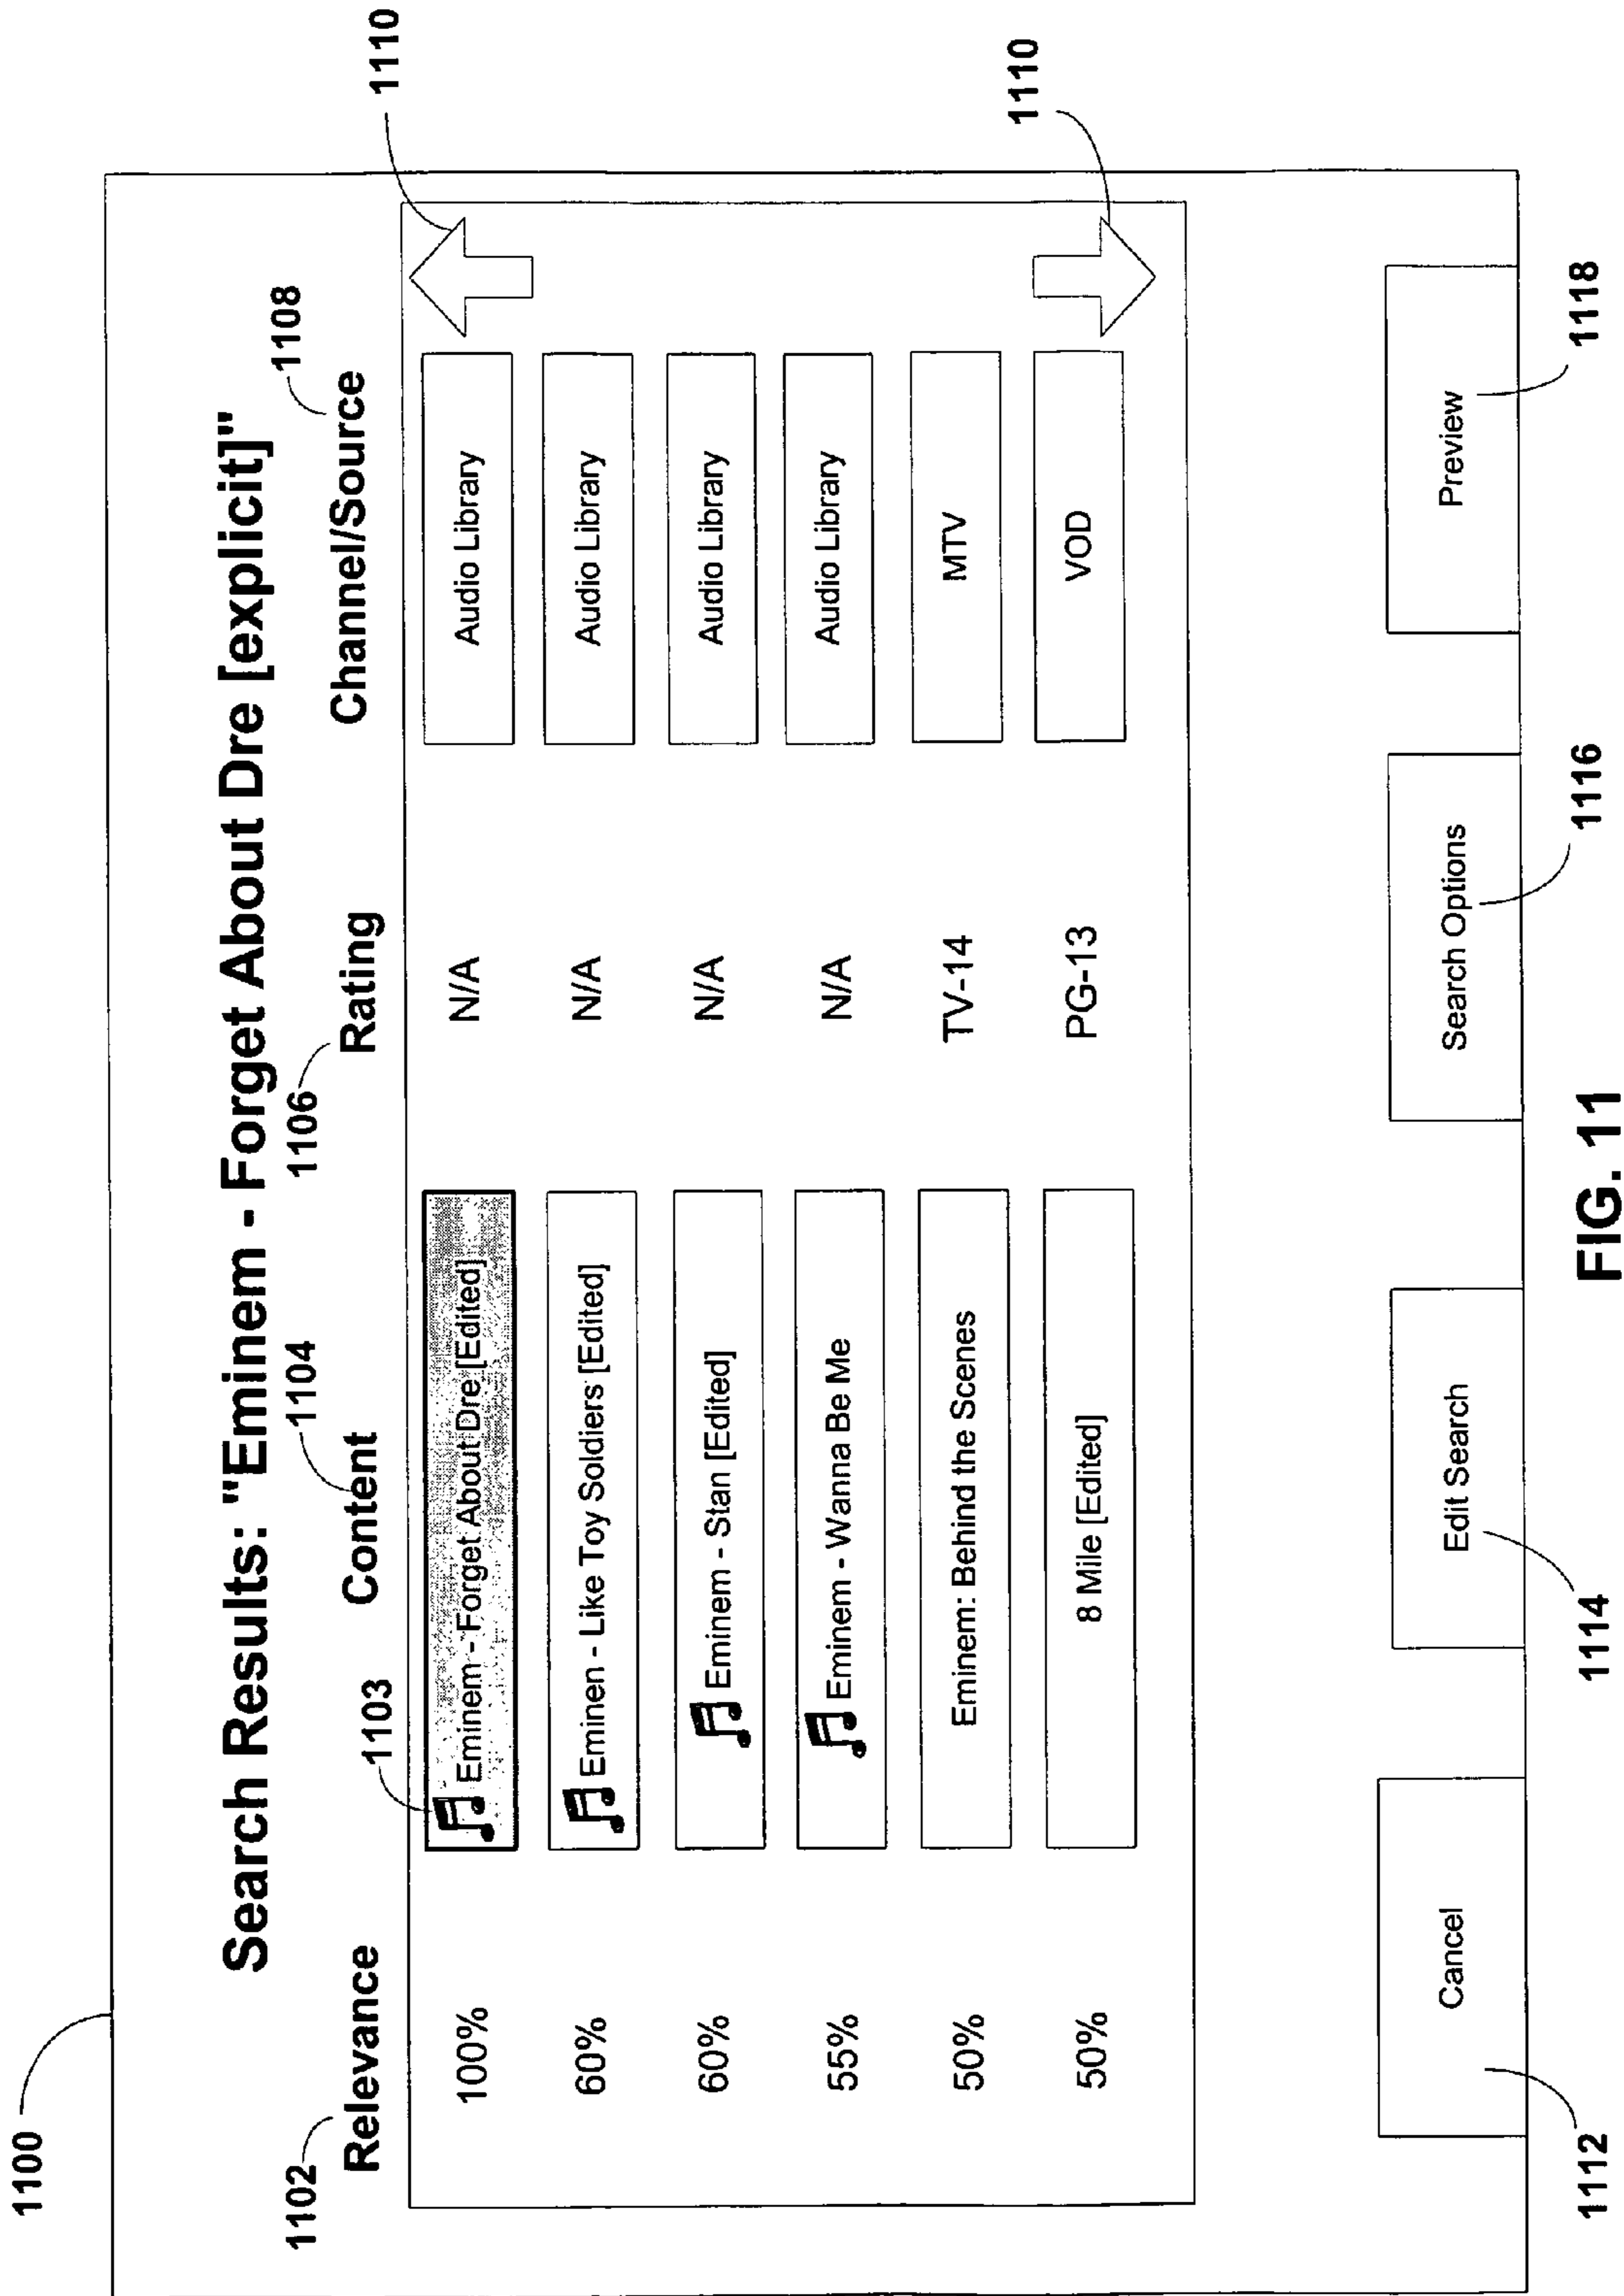 1100
Search Results: "Eminem - Forget About Dre [explicit]"
1102 1103 1104 1106 1108 1110
Relevance Content Rating Channel/Source
100% Eminem - Forget About Dre [Edited] N/A Audio Library
60% Eminen - Like Toy Soldiers [Edited] N/A Audio Library
60% Eminem - Stan [Edited] N/A Audio Library
55% Eminem - Wanna Be Me N/A Audio Library
50% Eminem: Behind the Scenes TV-14 MTV
50% 8 Mile [Edited] PG-13 VOD
1110
Cancel Edit Search Search Options Preview
1112 1114 1116 1118
FIG. 11